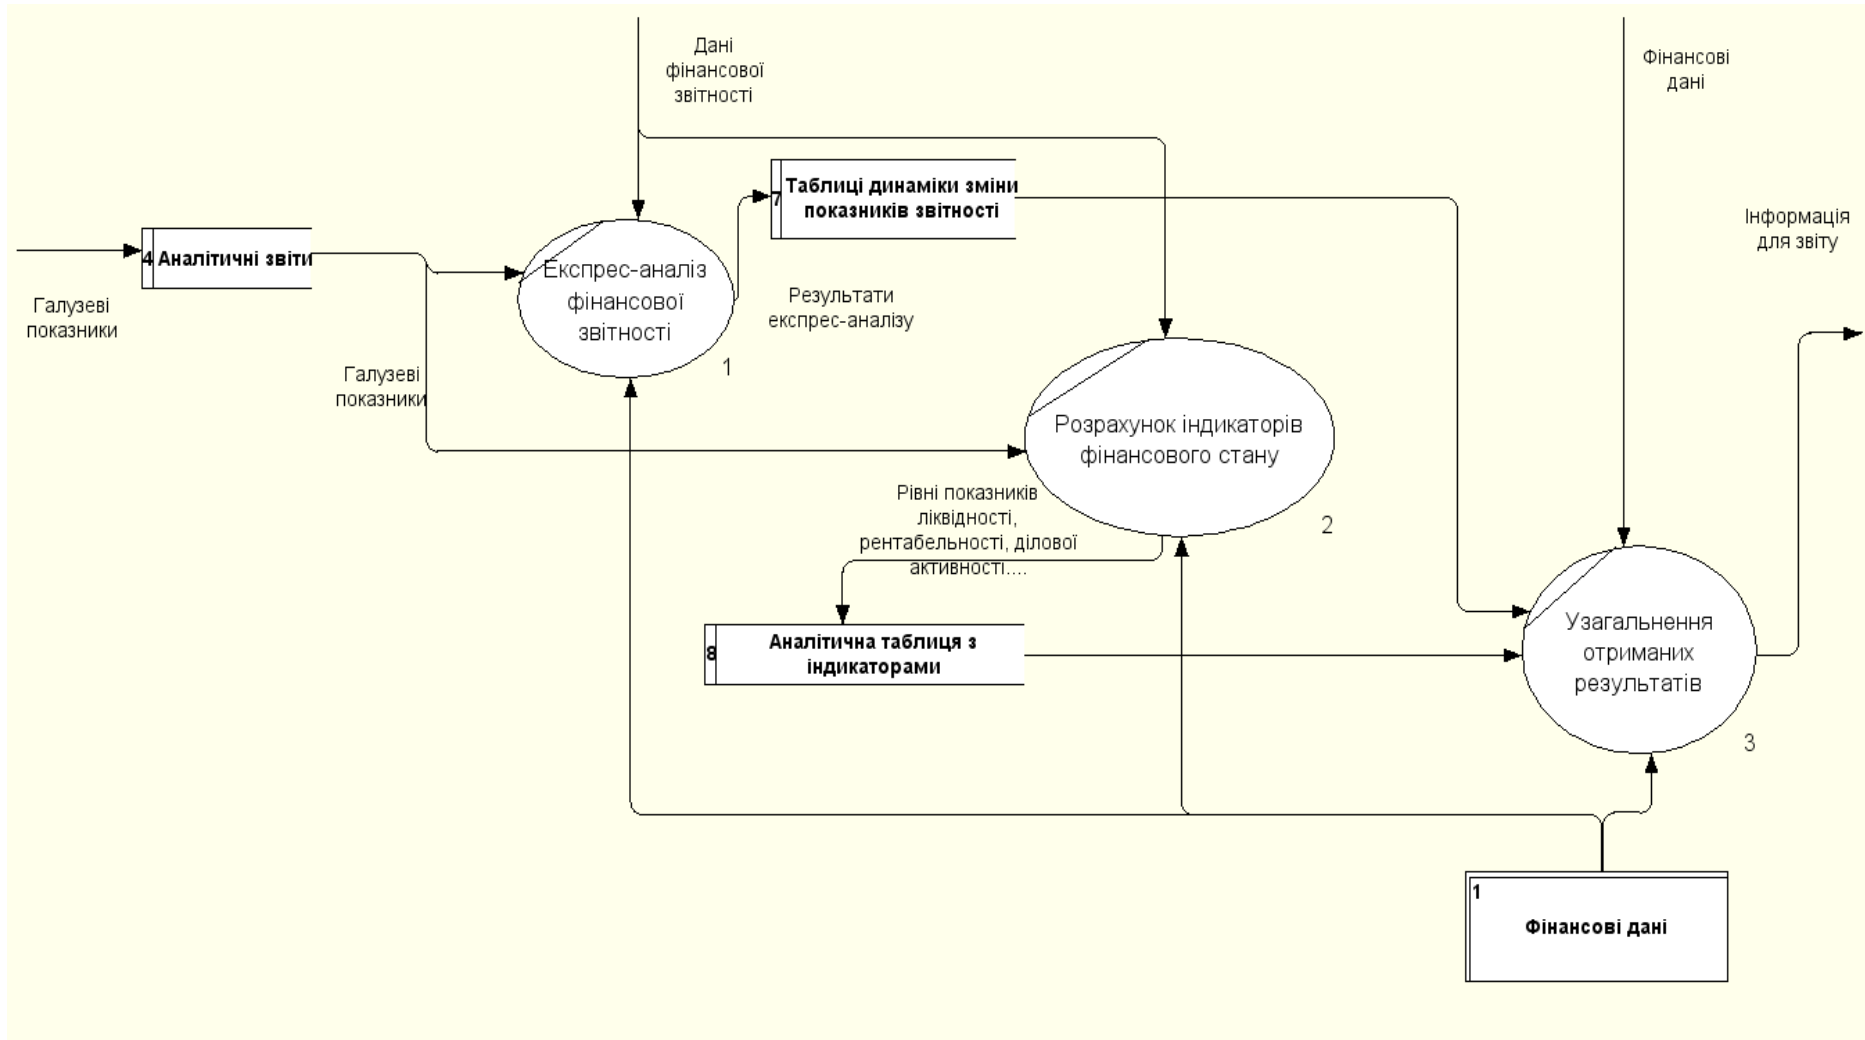 Дані
фінансової
звітності
Фінансові
дані
7
Таблиці динаміки зміни
показників звітності
Інформація
для звіту
4 Аналітичні звіти
Експрес-аналіз
фінансової
звітності
1
Галузеві
показники
Результати
експрес-аналізу
Галузеві
показники
Розрахунок індикаторів
фінансового стану
2
Рівні показників
ліквідності,
рентабельності, ділової
активності....
8
Аналітична таблиця з
індикаторами
Узагальнення
отриманих
результатів
3
1
Фінансові дані